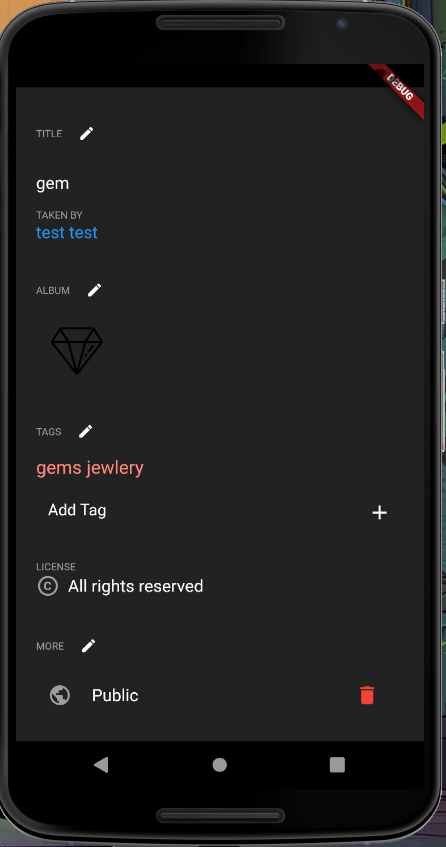 DEBUG
TITLE
gem
TAKEN BY
test test
ALBUM
TAGS
gems jewlery
Add Tag
LICENSE
© All rights reserved
MORE
Public